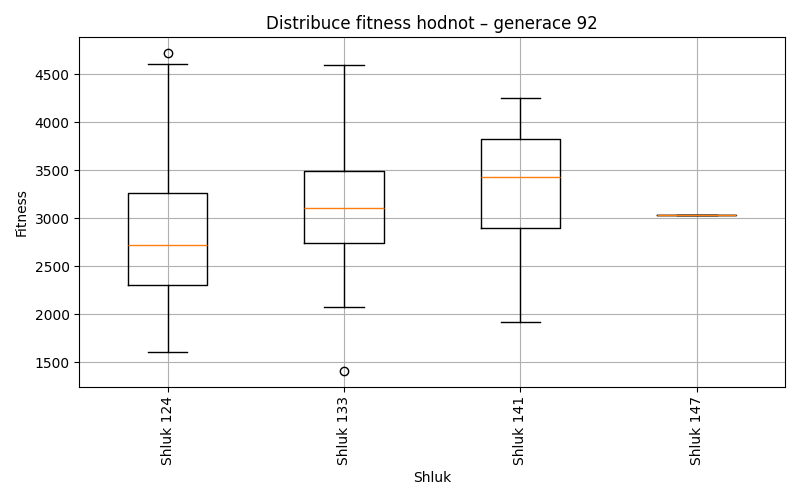 Distribuce fitness hodnot – generace 92
Fitness
4500
4000
3500
3000
2500
2000
1500
Shluk 124
Shluk 133
Shluk 141
Shluk 147
Shluk